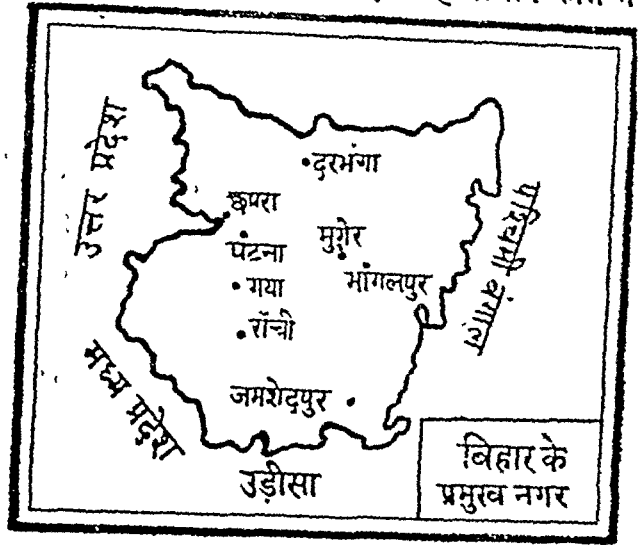 उत्तर प्रदेश
दरभंगा
छपरा
पटना
मुगेर
गया
भांगलपुर
रॉची
पश्चिमी बंगाल
मध्य प्रदेश
जमशेदपुर
उड़ीसा
बिहार के
प्रमुख नगर